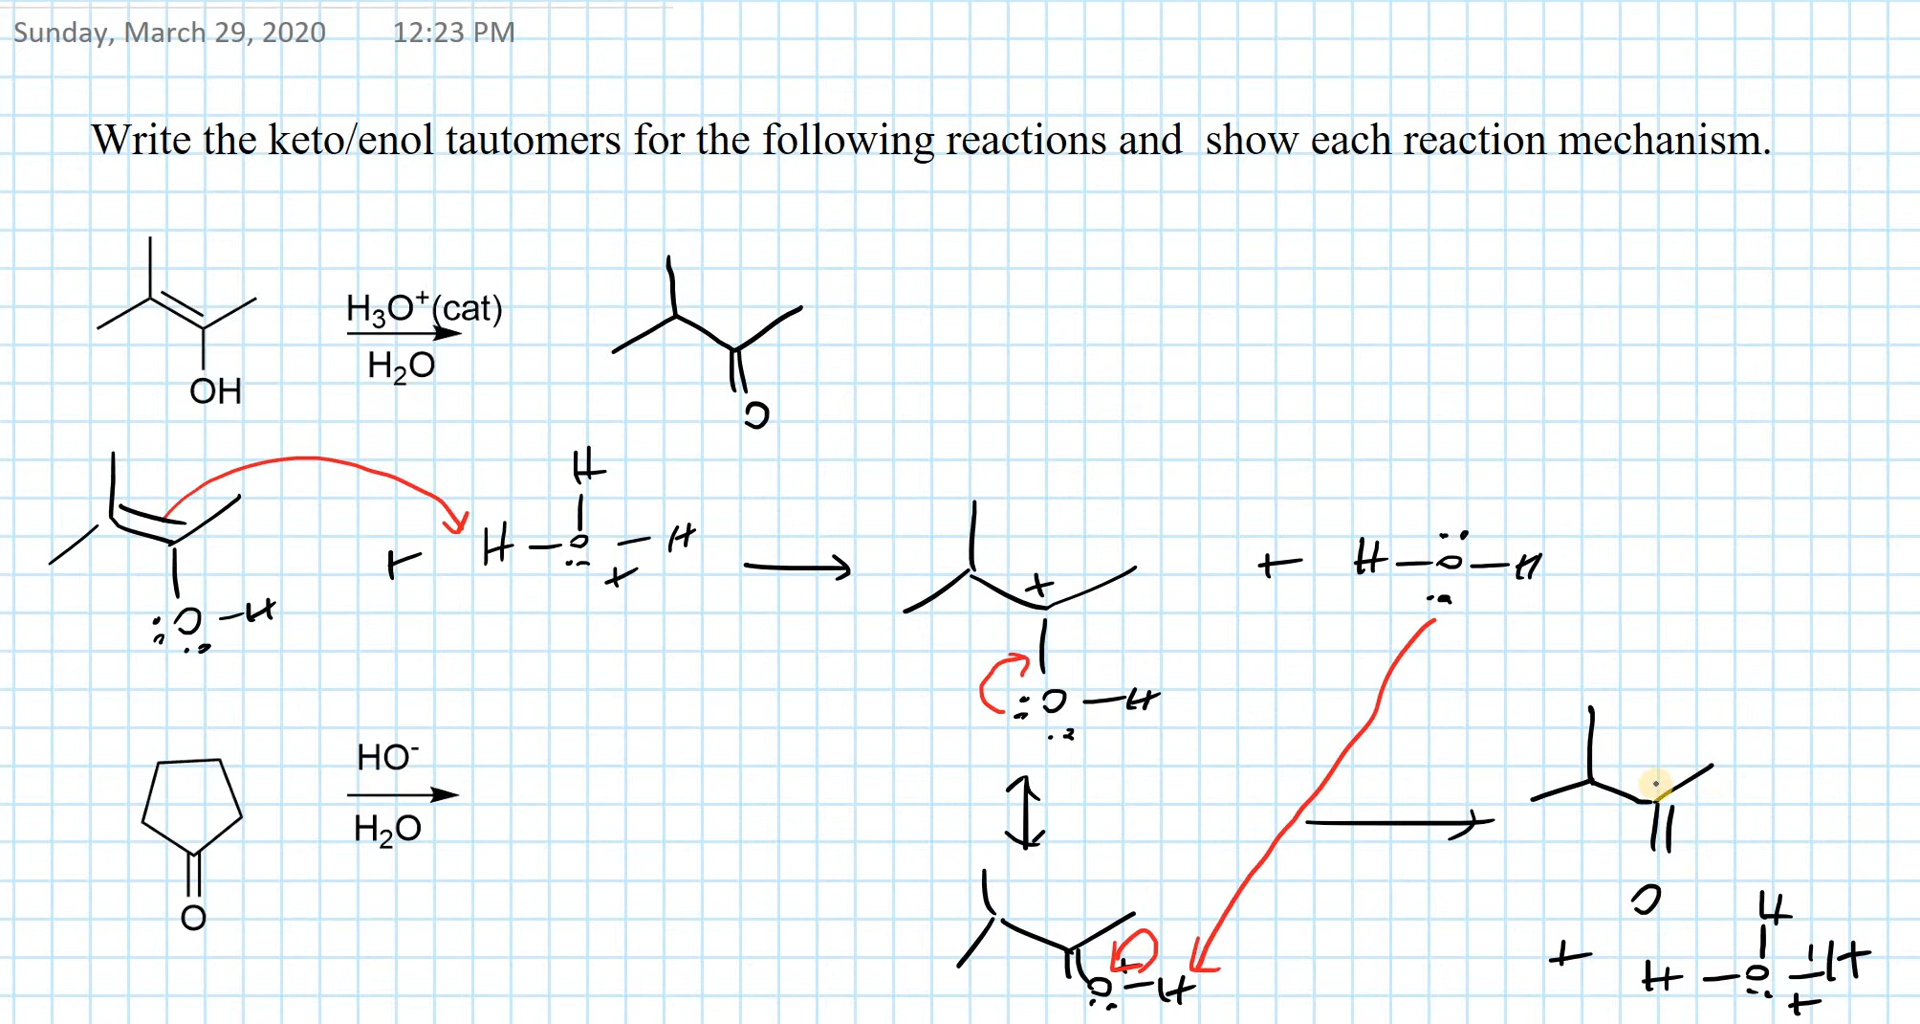 Sunday, March 29, 2020 12:23 PM
Write the keto/enol tautomers for the following reactions and show each reaction mechanism.
H₃O⁺(cat)
H₂O
OH
O
H
+ H O H
+
:O H
+
+ H O H
:O H
HO⁻
H₂O
O
+
O H
O
H
+ H O H
+